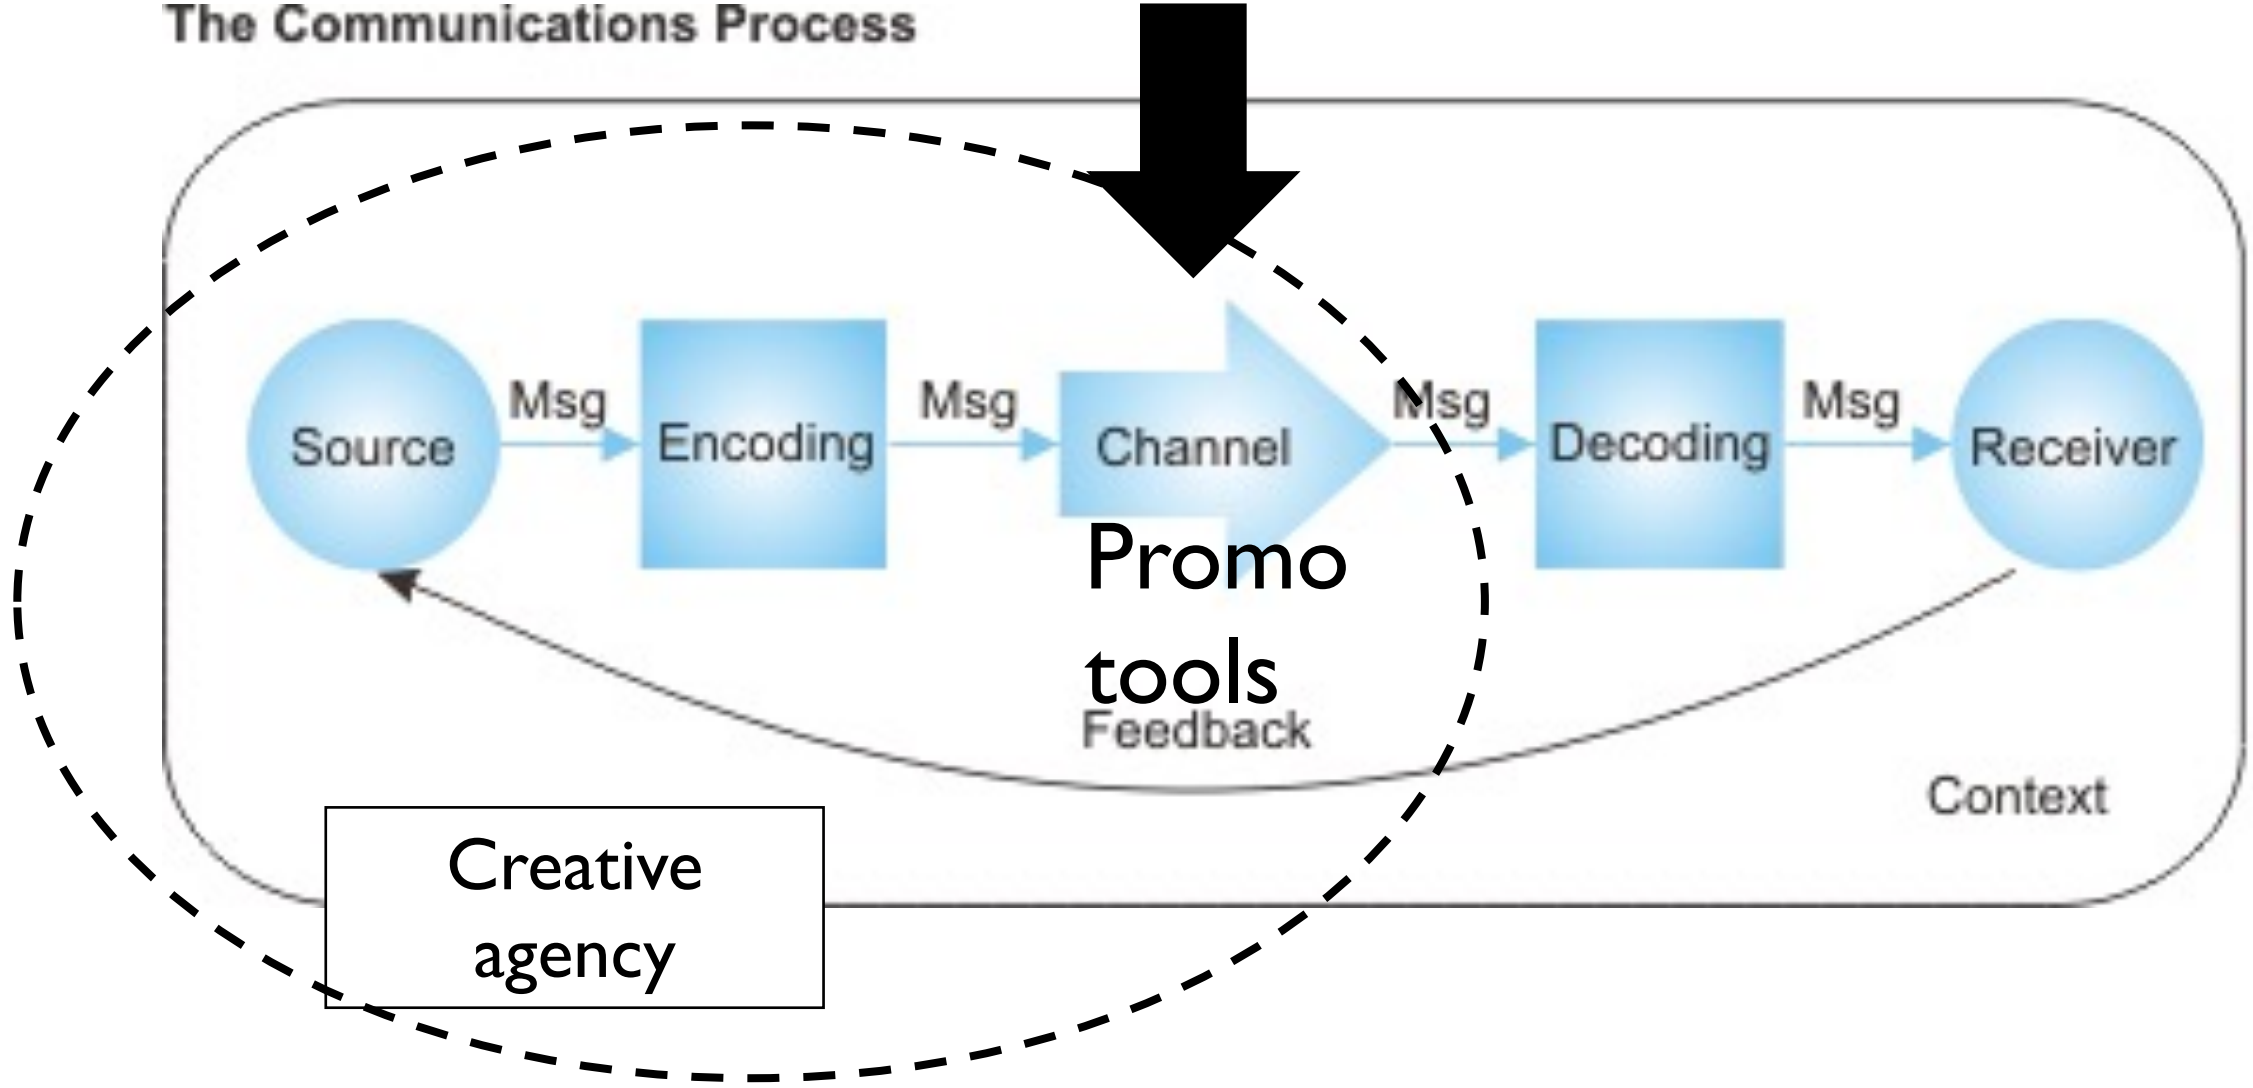 The Communications Process
Source
Msg
Encoding
Msg
Channel
Msg
Decoding
Msg
Receiver
Promo
tools
Feedback
Context
Creative
agency